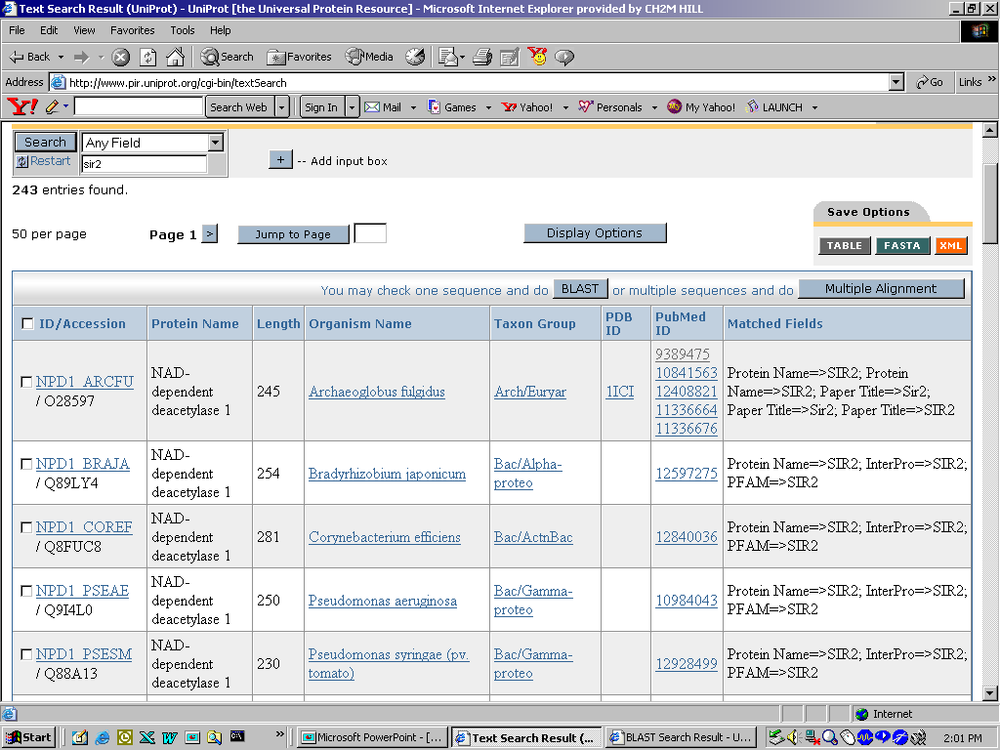 Text Search Result (UniProt) - UniProt [the Universal Protein Resource] - Microsoft Internet Explorer provided by CH2M HILL
File Edit View Favorites Tools Help
Back Search Favorites Media
Address http://www.pir.uniprot.org/cgi-bin/textSearch Go Links »
Y! Search Web Sign In Mail Games Yahoo! Personals My Yahoo! LAUNCH
Search Any Field
Restart sir2 + -- Add input box
243 entries found.
Save Options
50 per page Page 1 > Jump to Page Display Options
TABLE FASTA XML
You may check one sequence and do BLAST or multiple sequences and do Multiple Alignment
ID/Accession Protein Name Length Organism Name Taxon Group PDB ID PubMed ID Matched Fields
NPD1_ARCFU / O28597 NAD-dependent deacetylase 1 245 Archaeoglobus fulgidus Arch/Euryar 1ICI 9389475 10841563 12408821 11336664 11336676 Protein Name=>SIR2; Protein Name=>SIR2; Paper Title=>Sir2; Paper Title=>Sir2; Paper Title=>SIR2
NPD1_BRAJA / Q89LY4 NAD-dependent deacetylase 1 254 Bradyrhizobium japonicum Bac/Alpha-proteo 12597275 Protein Name=>SIR2; InterPro=>SIR2; PFAM=>SIR2
NPD1_COREF / Q8FUC8 NAD-dependent deacetylase 1 281 Corynebacterium efficiens Bac/ActnBac 12840036 Protein Name=>SIR2; InterPro=>SIR2; PFAM=>SIR2
NPD1_PSEAE / Q9I4L0 NAD-dependent deacetylase 1 250 Pseudomonas aeruginosa Bac/Gamma-proteo 10984043 Protein Name=>SIR2; InterPro=>SIR2; PFAM=>SIR2
NPD1_PSESM / Q88A13 NAD-dependent deacetylase 1 230 Pseudomonas syringae (pv. tomato) Bac/Gamma-proteo 12928499 Protein Name=>SIR2; InterPro=>SIR2; PFAM=>SIR2
Internet
Start » Microsoft PowerPoint - [... Text Search Result (... BLAST Search Result - U... 2:01 PM